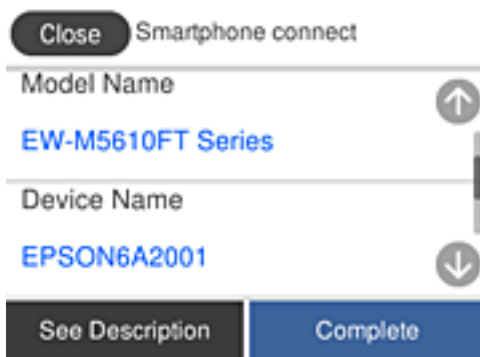 Close Smartphone connect
Model Name
EW-M5610FT Series
Device Name
EPSON6A2001
See Description Complete